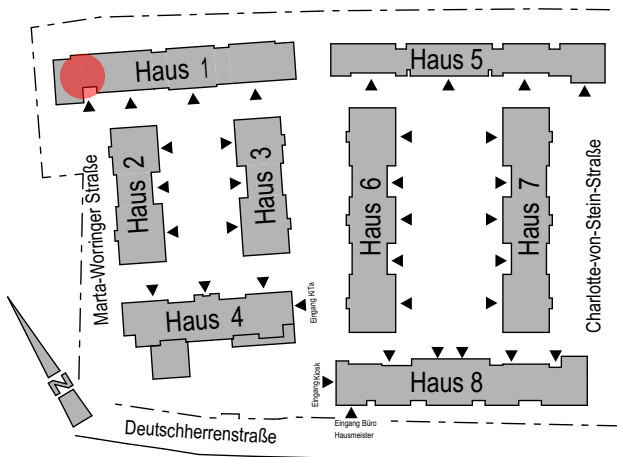 Haus 1
Haus 5
Haus 2
Haus 3
Haus 6
Haus 7
Marta-Worringer Straße
Charlotte-von-Stein-Straße
Haus 4
Eingang KiTa
N
Haus 8
Eingang Kiosk
Deutschherrenstraße
Eingang Büro
Hausmeister